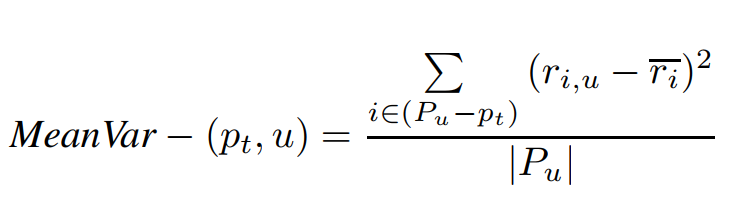 MeanVar − (p_t, u) = \frac{\sum_{i∈(P_u−p_t)} (r_{i,u} − \overline{r_i})^2}{|P_u|}